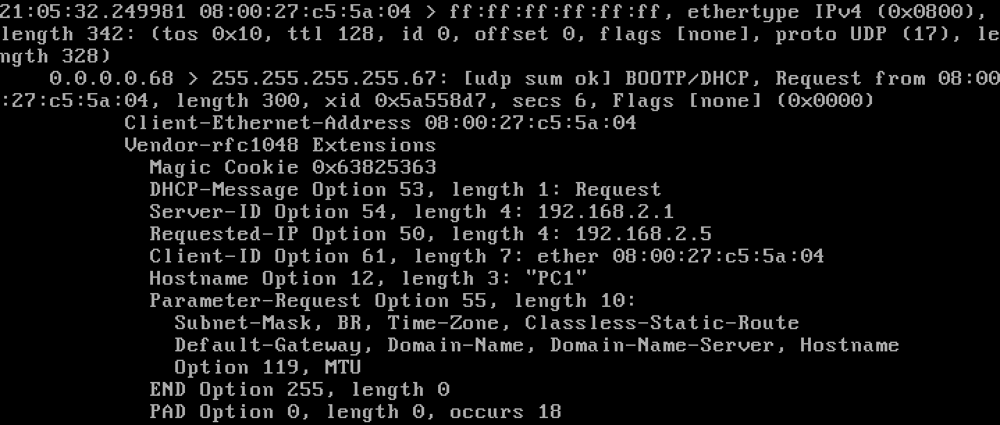 21:05:32.249981 08:00:27:c5:5a:04 > ff:ff:ff:ff:ff:ff, ethertype IPv4 (0x0800),
length 342: (tos 0x10, ttl 128, id 0, offset 0, flags [none], proto UDP (17), le
ngth 328)
0.0.0.0.68 > 255.255.255.255.67: [udp sum ok] BOOTP/DHCP, Request from 08:00
:27:c5:5a:04, length 300, xid 0x5a558d7, secs 6, Flags [none] (0x0000)
Client-Ethernet-Address 08:00:27:c5:5a:04
Vendor-rfc1048 Extensions
Magic Cookie 0x63825363
DHCP-Message Option 53, length 1: Request
Server-ID Option 54, length 4: 192.168.2.1
Requested-IP Option 50, length 4: 192.168.2.5
Client-ID Option 61, length 7: ether 08:00:27:c5:5a:04
Hostname Option 12, length 3: "PC1"
Parameter-Request Option 55, length 10:
Subnet-Mask, BR, Time-Zone, Classless-Static-Route
Default-Gateway, Domain-Name, Domain-Name-Server, Hostname
Option 119, MTU
END Option 255, length 0
PAD Option 0, length 0, occurs 18